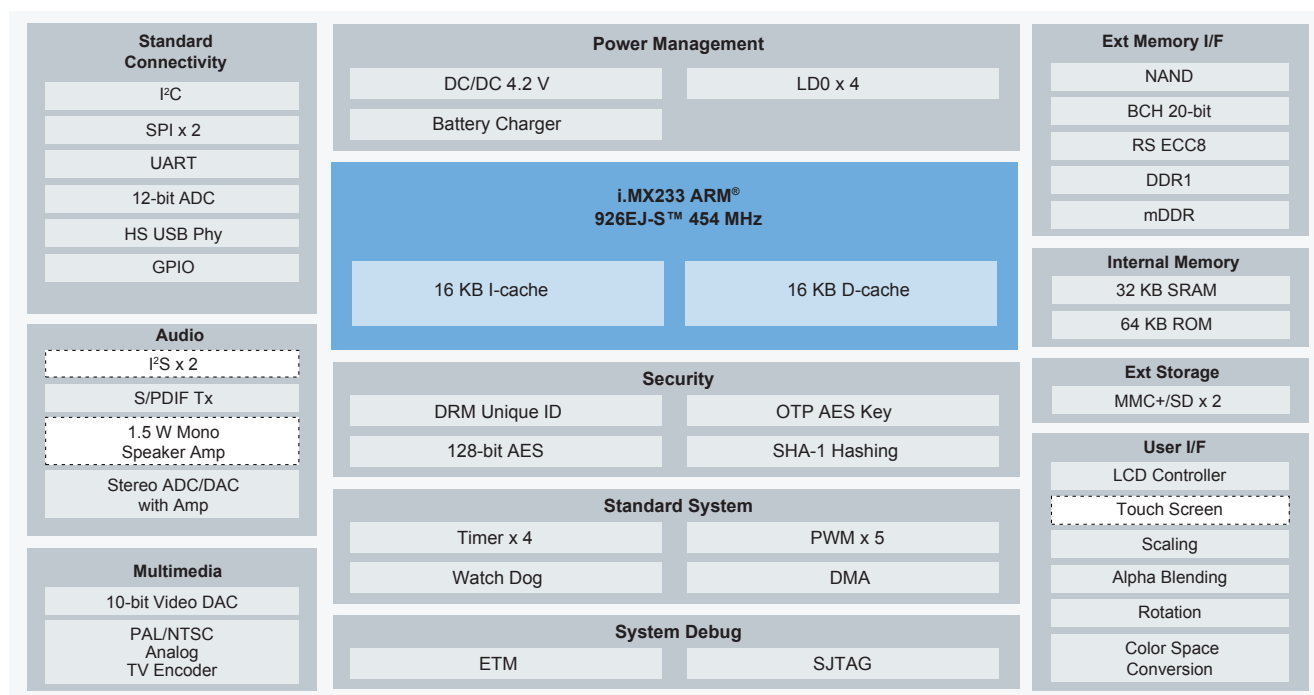 Standard
Connectivity
I²C
SPI x 2
UART
12-bit ADC
HS USB Phy
GPIO
Audio
I²S x 2
S/PDIF Tx
1.5 W Mono
Speaker Amp
Stereo ADC/DAC
with Amp
Multimedia
10-bit Video DAC
PAL/NTSC
Analog
TV Encoder
Power Management
DC/DC 4.2 V
LD0 x 4
Battery Charger
i.MX233 ARM®
926EJ-S™ 454 MHz
16 KB I-cache
16 KB D-cache
Security
DRM Unique ID
OTP AES Key
128-bit AES
SHA-1 Hashing
Standard System
Timer x 4
PWM x 5
Watch Dog
DMA
System Debug
ETM
SJTAG
Ext Memory I/F
NAND
BCH 20-bit
RS ECC8
DDR1
mDDR
Internal Memory
32 KB SRAM
64 KB ROM
Ext Storage
MMC+/SD x 2
User I/F
LCD Controller
Touch Screen
Scaling
Alpha Blending
Rotation
Color Space
Conversion